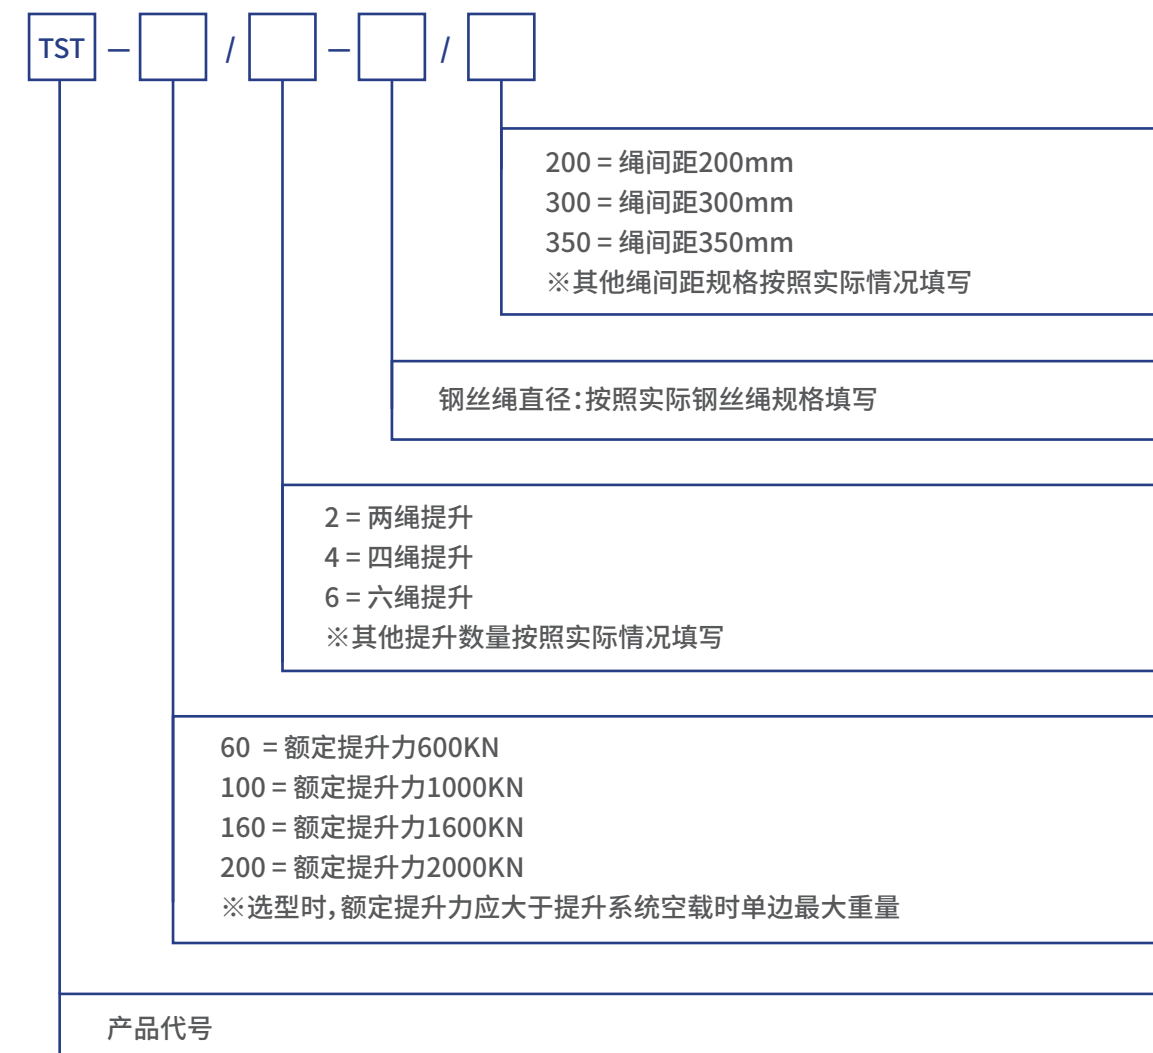 TST – / – /
200 = 绳间距200mm
300 = 绳间距300mm
350 = 绳间距350mm
※其他绳间距规格按照实际情况填写
钢丝绳直径：按照实际钢丝绳规格填写
2 = 两绳提升
4 = 四绳提升
6 = 六绳提升
※其他提升数量按照实际情况填写
60 = 额定提升力600KN
100 = 额定提升力1000KN
160 = 额定提升力1600KN
200 = 额定提升力2000KN
※选型时，额定提升力应大于提升系统空载时单边最大重量
产品代号